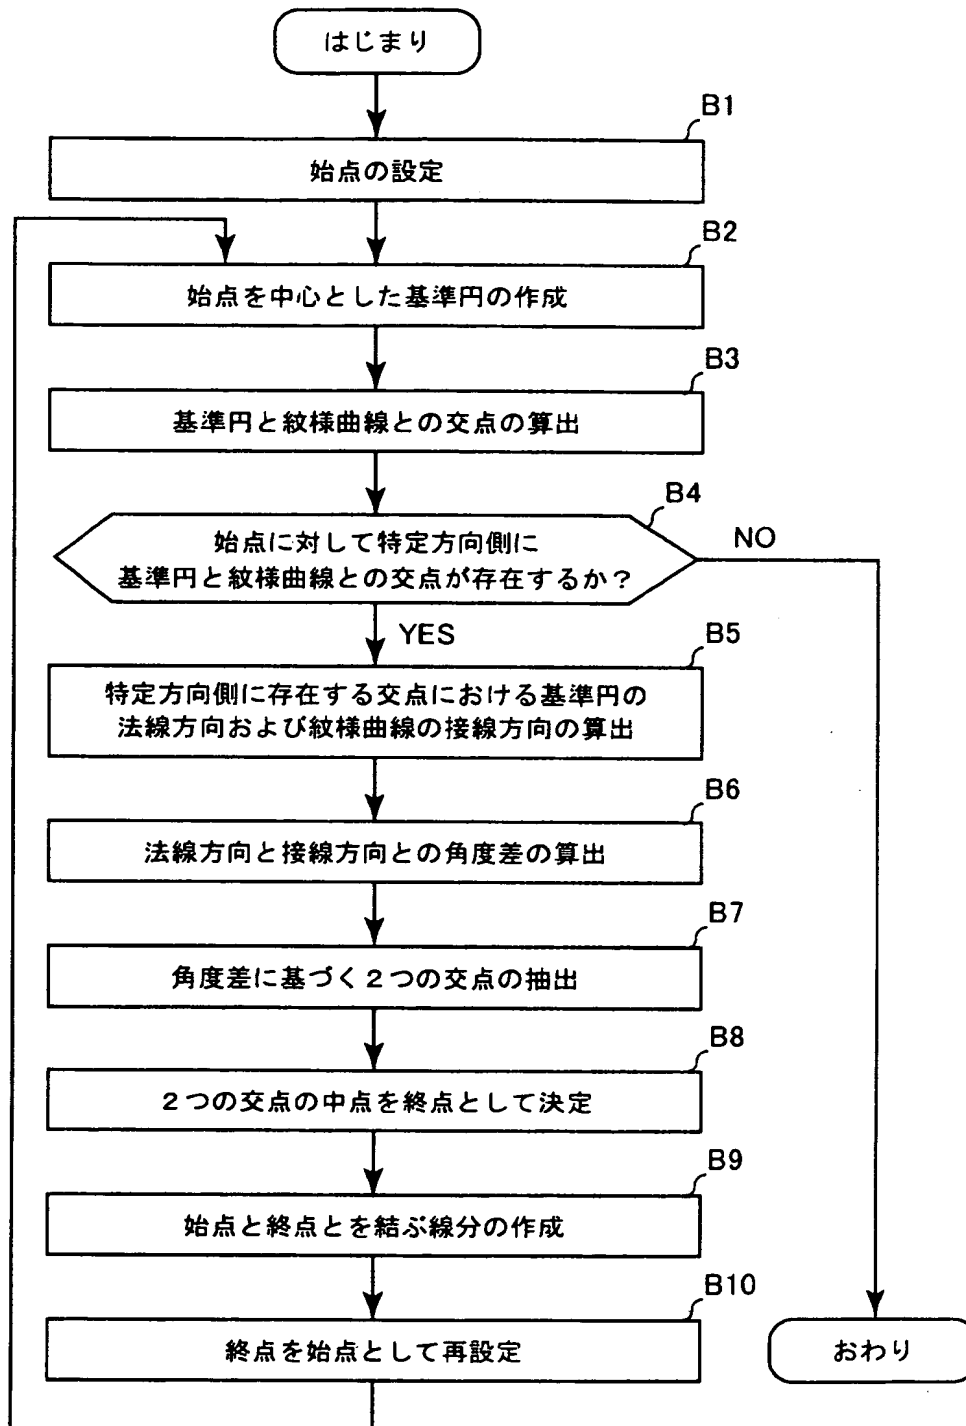 はじまり
B1
始点の設定
B2
始点を中心とした基準円の作成
B3
基準円と紋様曲線との交点の算出
B4
始点に対して特定方向側に
基準円と紋様曲線との交点が存在するか？
NO
YES
B5
特定方向側に存在する交点における基準円の
法線方向および紋様曲線の接線方向の算出
B6
法線方向と接線方向との角度差の算出
B7
角度差に基づく２つの交点の抽出
B8
２つの交点の中点を終点として決定
B9
始点と終点とを結ぶ線分の作成
B10
終点を始点として再設定
おわり